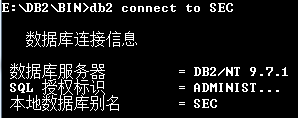 E:\DB2\BIN>db2 connect to SEC
数据库连接信息
数据库服务器 = DB2/NT 9.7.1
SQL 授权标识 = ADMINIST...
本地数据库别名 = SEC